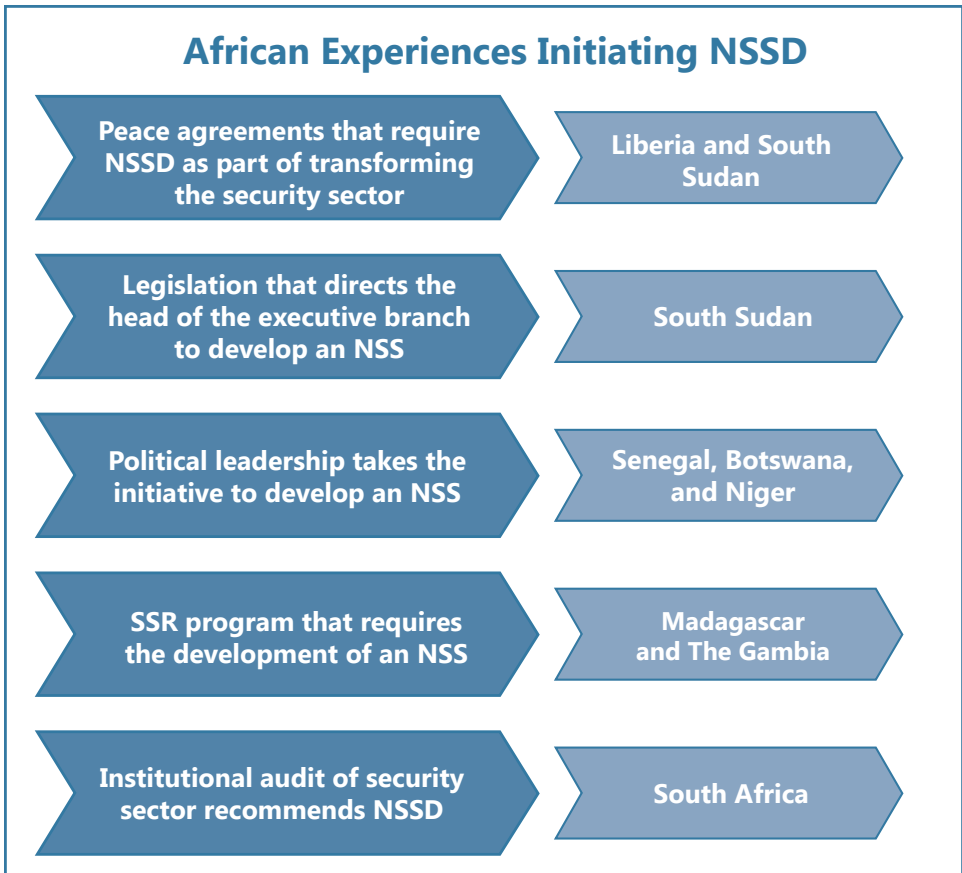 African Experiences Initiating NSSD
Peace agreements that require
NSSD as part of transforming
the security sector
Liberia and South
Sudan
Legislation that directs the
head of the executive branch
to develop an NSS
South Sudan
Political leadership takes the
initiative to develop an NSS
Senegal, Botswana,
and Niger
SSR program that requires
the development of an NSS
Madagascar
and The Gambia
Institutional audit of security
sector recommends NSSD
South Africa